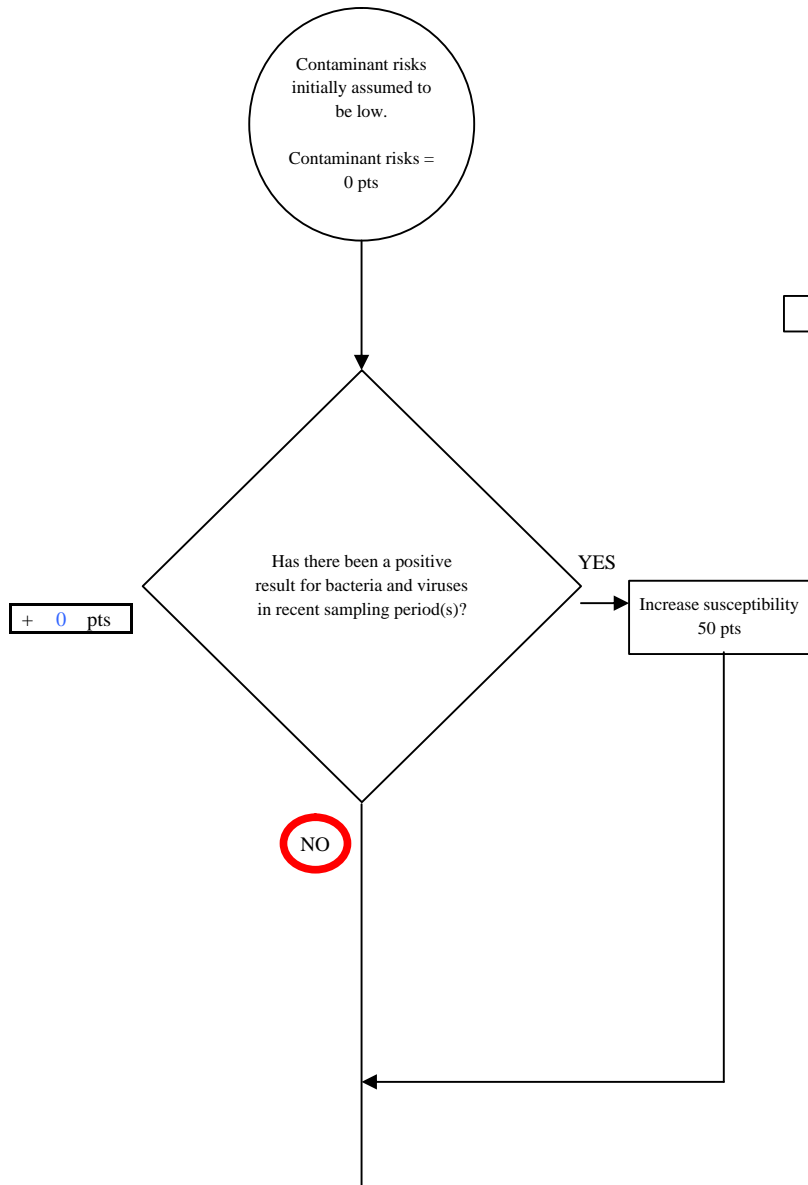 Contaminant risks
initially assumed to
be low.
Contaminant risks =
0 pts
Has there been a positive
result for bacteria and viruses
in recent sampling period(s)?
YES
Increase susceptibility
50 pts
+ 0 pts
NO